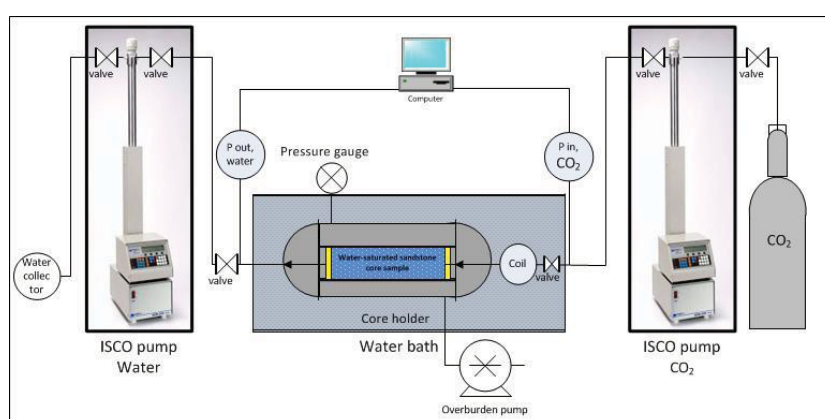 valve
valve
valve
valve
Computer
P out,
water
Pressure gauge
P in,
CO₂
Water-saturated sandstone
core sample
Coil
valve
valve
Water
collec
tor
CO₂
Core holder
Water bath
ISCO pump
Water
ISCO pump
CO₂
Overburden pump